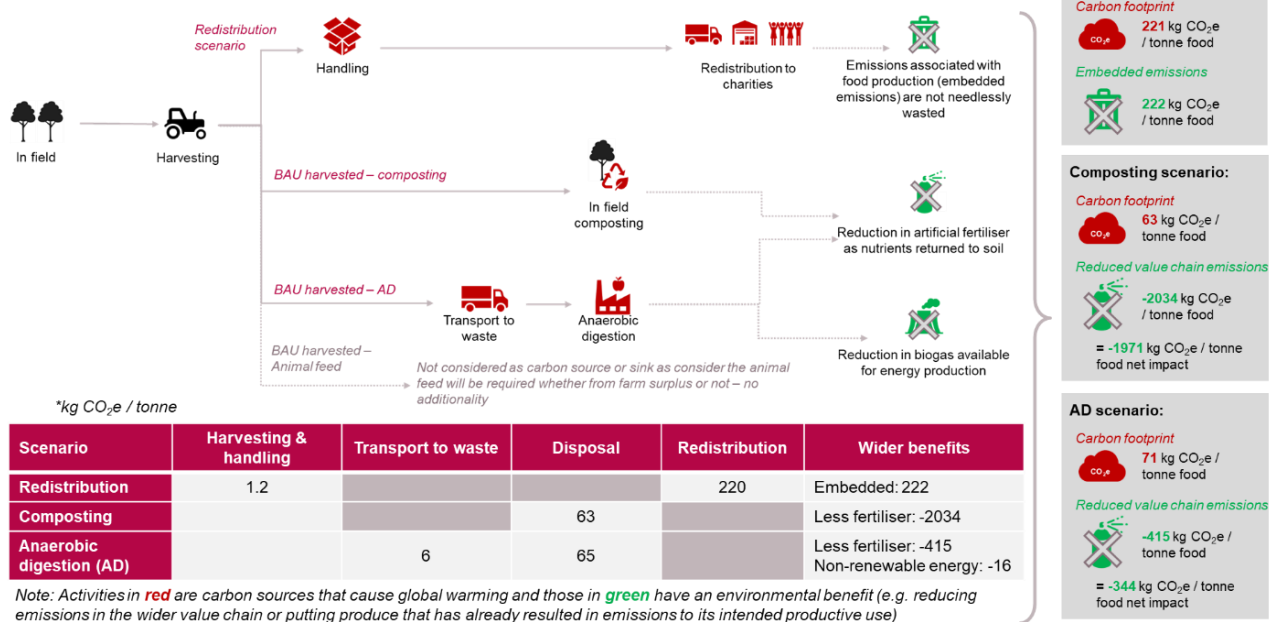 Redistribution
scenario
Handling
Redistribution to
charities
Emissions associated with
food production (embedded
emissions) are not needlessly
wasted
In field
Harvesting
BAU harvested – composting
In field
composting
Reduction in artificial fertiliser
as nutrients returned to soil
BAU harvested – AD
Transport to
waste
Anaerobic
digestion
Reduction in biogas available
for energy production
BAU harvested –
Animal feed
Not considered as carbon source or sink as consider the animal
feed will be required whether from farm surplus or not – no
additionality
Carbon footprint
CO₂e
221 kg CO₂e
/ tonne food
Embedded emissions
222 kg CO₂e
/ tonne food
Composting scenario:
Carbon footprint
CO₂e
63 kg CO₂e /
tonne food
Reduced value chain emissions
-2034 kg CO₂e
/ tonne food
= -1971 kg CO₂e / tonne
food net impact
AD scenario:
Carbon footprint
CO₂e
71 kg CO₂e /
tonne food
Reduced value chain emissions
-415 kg CO₂e /
tonne food
= -344 kg CO₂e / tonne
food net impact
*kg CO₂e / tonne
Scenario Harvesting & handling Transport to waste Disposal Redistribution Wider benefits
Redistribution 1.2 220 Embedded: 222
Composting 63 Less fertiliser: -2034
Anaerobic digestion (AD) 6 65 Less fertiliser: -415
Non-renewable energy: -16
Note: Activities in red are carbon sources that cause global warming and those in green have an environmental benefit (e.g. reducing
emissions in the wider value chain or putting produce that has already resulted in emissions to its intended productive use)